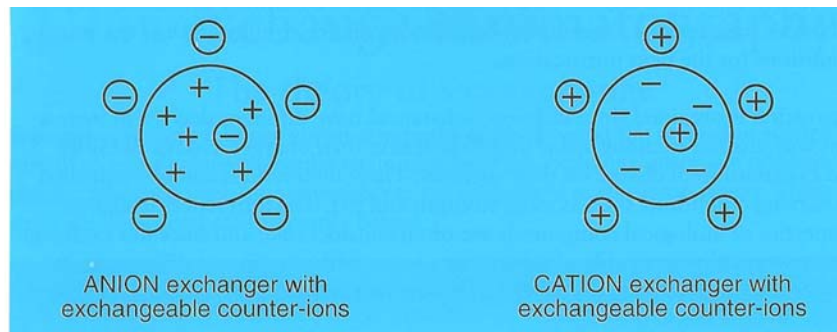 ANION exchanger with
exchangeable counter-ions
CATION exchanger with
exchangeable counter-ions